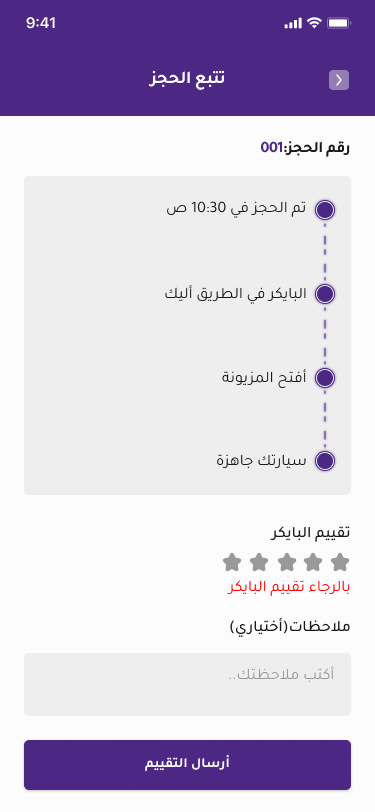 9:41
تتبع الحجز
رقم الحجز:001
تم الحجز في 10:30 ص
البايكر في الطريق أليك
أفتح المزيونة
سيارتك جاهزة
تقييم البايكر
بالرجاء تقييم البايكر
ملاحظات(أختياري)
أكتب ملاحظتك..
أرسال التقييم